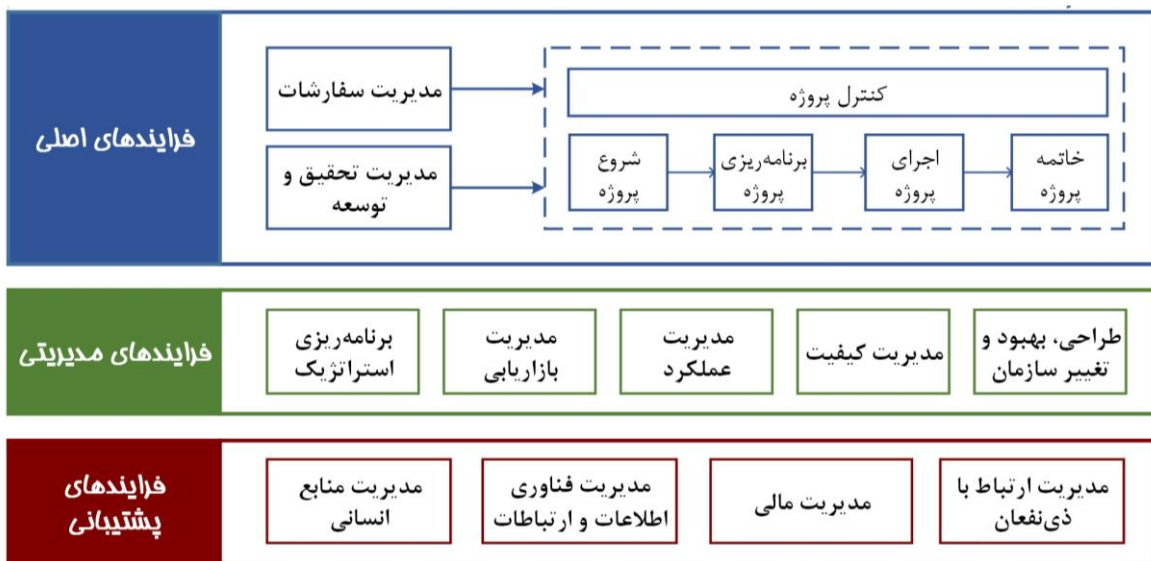 فرایندهای اصلی
مدیریت سفارشات
مدیریت تحقیق و
توسعه
کنترل پروژه
شروع
پروژه
برنامه‌ریزی
پروژه
اجرای
پروژه
خاتمه
پروژه
فرایندهای مدیریتی
برنامه‌ریزی
استراتژیک
مدیریت
بازاریابی
مدیریت
عملکرد
مدیریت کیفیت
طراحی، بهبود و
تغییر سازمان
فرایندهای
پشتیبانی
مدیریت منابع
انسانی
مدیریت فناوری
اطلاعات و ارتباطات
مدیریت مالی
مدیریت ارتباط با
ذی‌نفعان